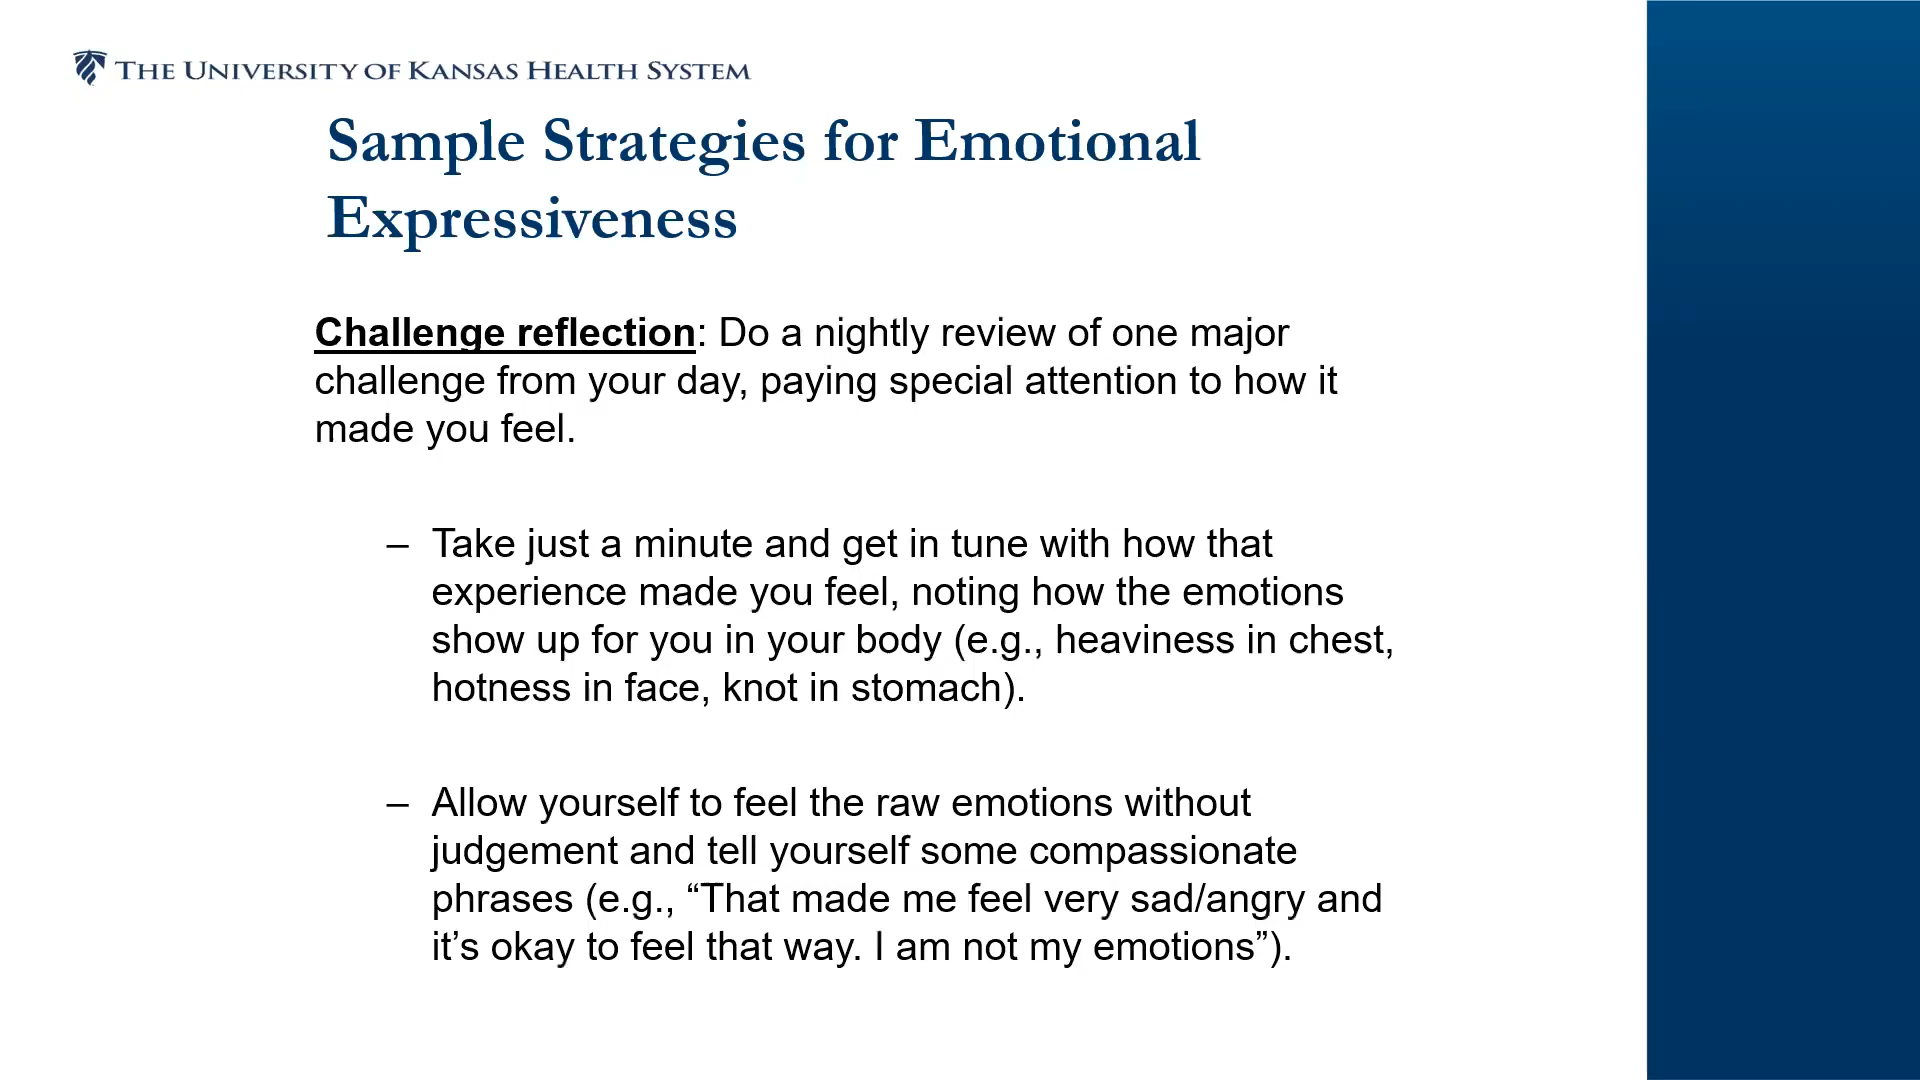 THE UNIVERSITY OF KANSAS HEALTH SYSTEM
Sample Strategies for Emotional
Expressiveness
Challenge reflection: Do a nightly review of one major
challenge from your day, paying special attention to how it
made you feel.
– Take just a minute and get in tune with how that
experience made you feel, noting how the emotions
show up for you in your body (e.g., heaviness in chest,
hotness in face, knot in stomach).
– Allow yourself to feel the raw emotions without
judgement and tell yourself some compassionate
phrases (e.g., “That made me feel very sad/angry and
it’s okay to feel that way. I am not my emotions”).